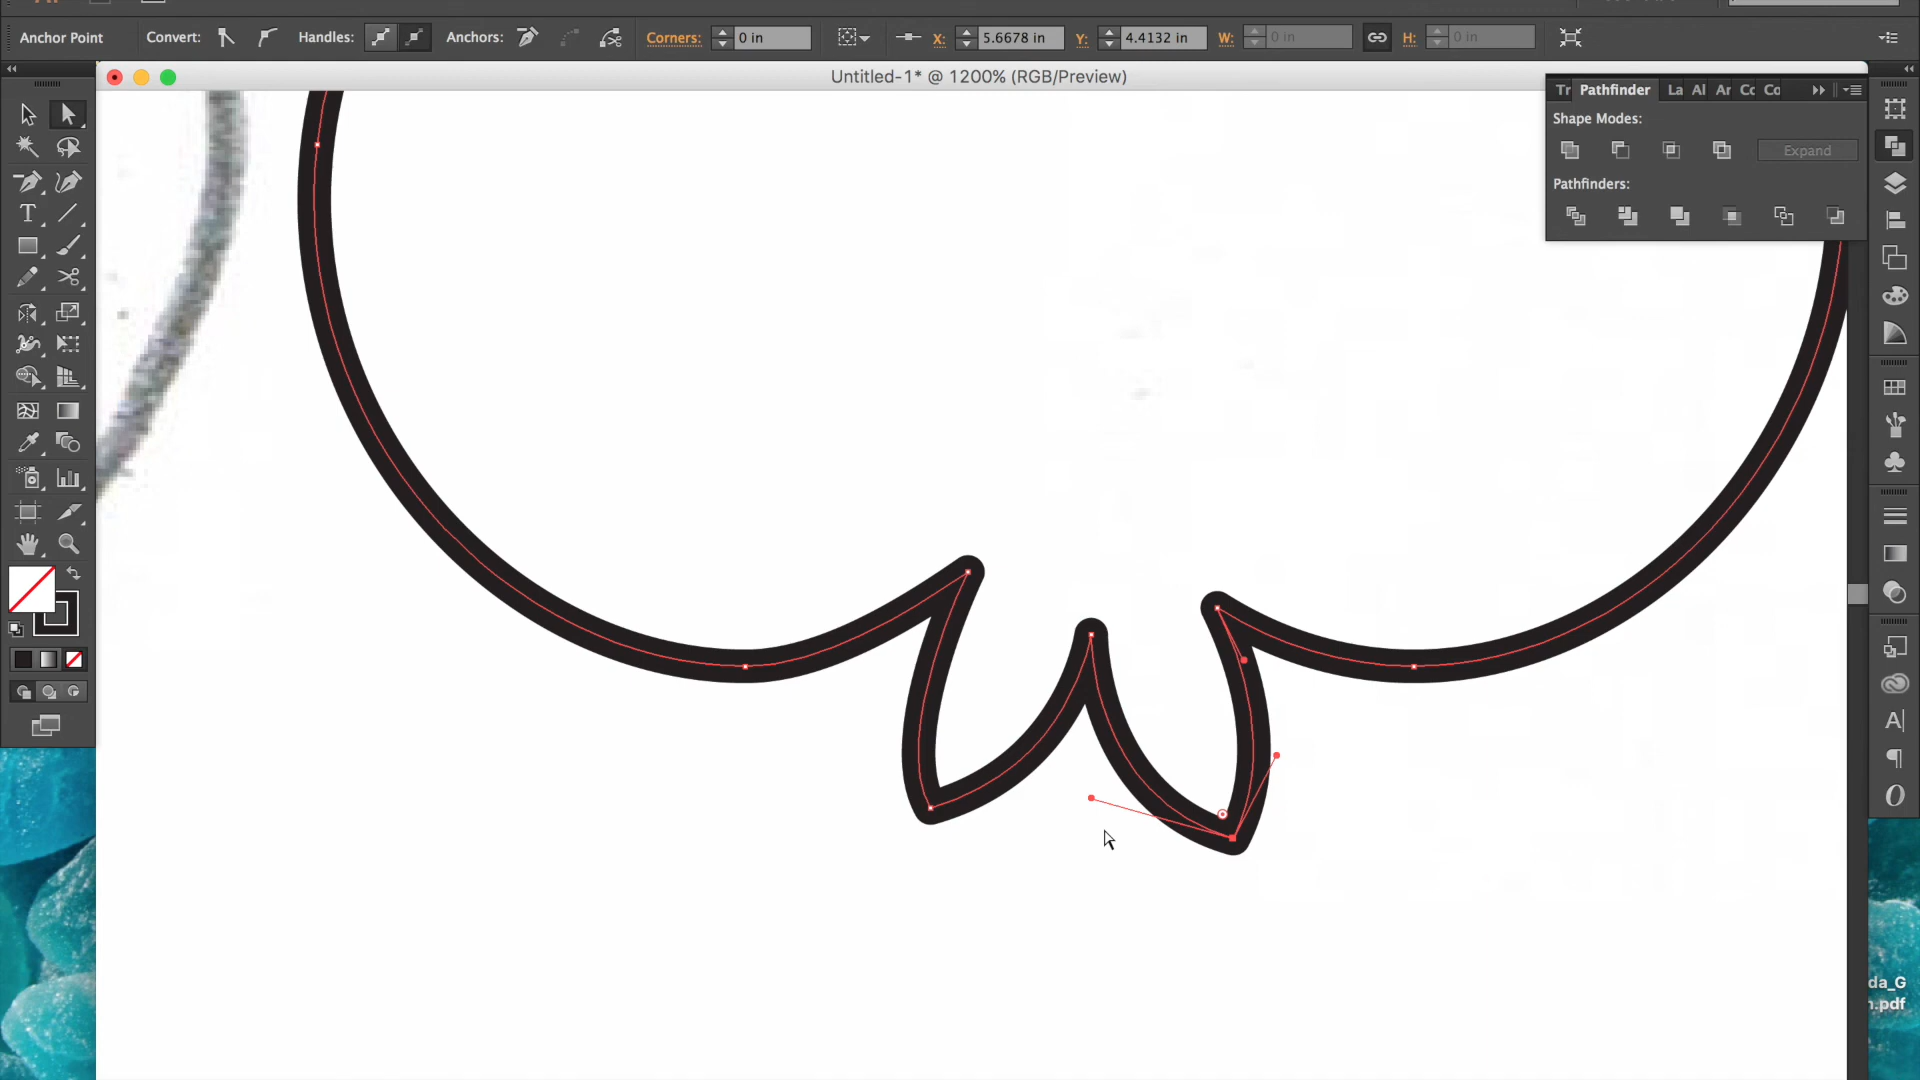 Anchor Point Convert: Handles: Anchors: Corners: 0 in X: 5.6678 in Y: 4.4132 in W: 0 in H: 0 in
Untitled-1* @ 1200% (RGB/Preview)
Tr Pathfinder La Al Ar Cc Co
Shape Modes:
Expand
Pathfinders:
da_G
n.pdf